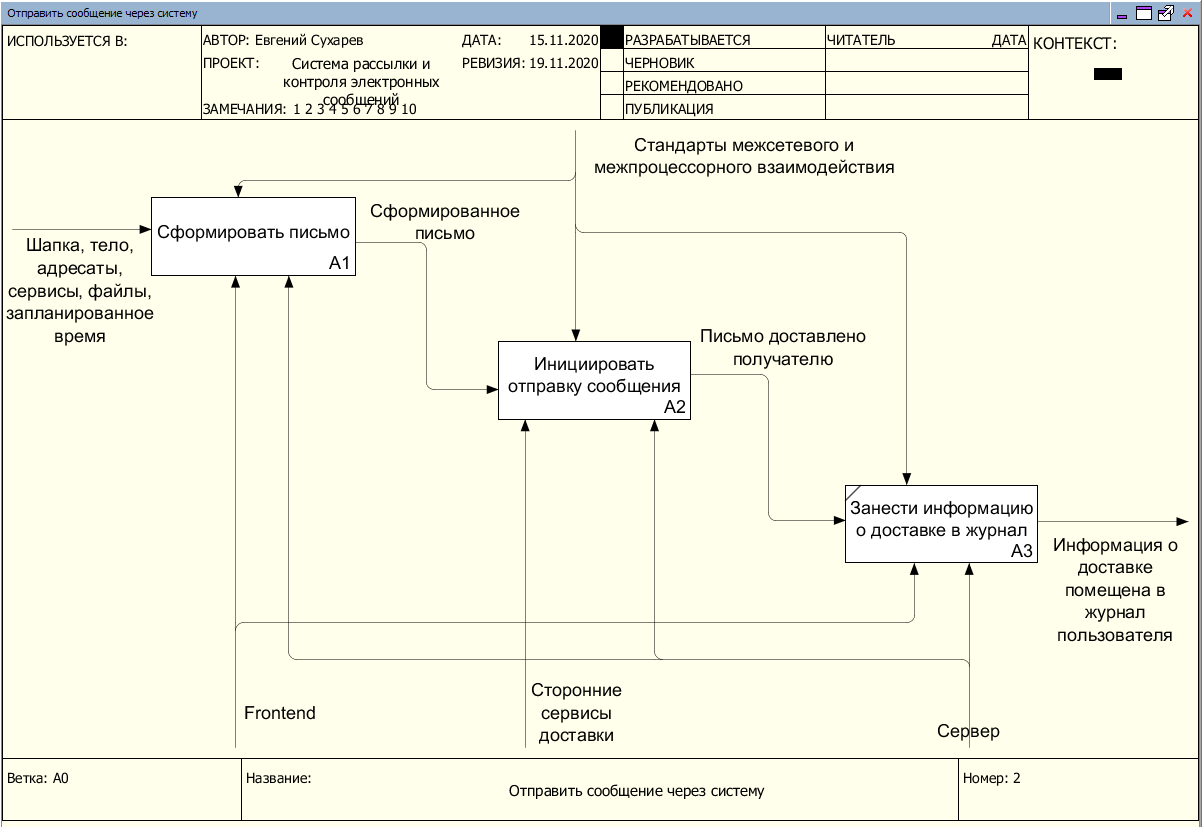 Отправить сообщение через систему
ИСПОЛЬЗУЕТСЯ В:
АВТОР: Евгений Сухарев
ДАТА: 15.11.2020
ПРОЕКТ: Система рассылки и
контроля электронных
сообщений
РЕВИЗИЯ: 19.11.2020
ЗАМЕЧАНИЯ: 1 2 3 4 5 6 7 8 9 10
РАЗРАБАТЫВАЕТСЯ
ЧЕРНОВИК
РЕКОМЕНДОВАНО
ПУБЛИКАЦИЯ
ЧИТАТЕЛЬ ДАТА
КОНТЕКСТ:
Стандарты межсетевого и
межпроцессорного взаимодействия
Шапка, тело,
адресаты,
сервисы, файлы,
запланированное
время
Сформировать письмо
A1
Сформированное
письмо
Инициировать
отправку сообщения
A2
Письмо доставлено
получателю
Занести информацию
о доставке в журнал
A3
Информация о
доставке
помещена в
журнал
пользователя
Frontend
Сторонние
сервисы
доставки
Сервер
Ветка: A0
Название:
Отправить сообщение через систему
Номер: 2